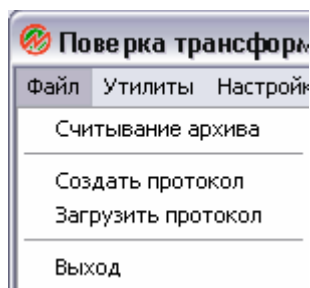 Поверка трансформ
Файл Утилиты Настройк
Считывание архива
Создать протокол
Загрузить протокол
Выход